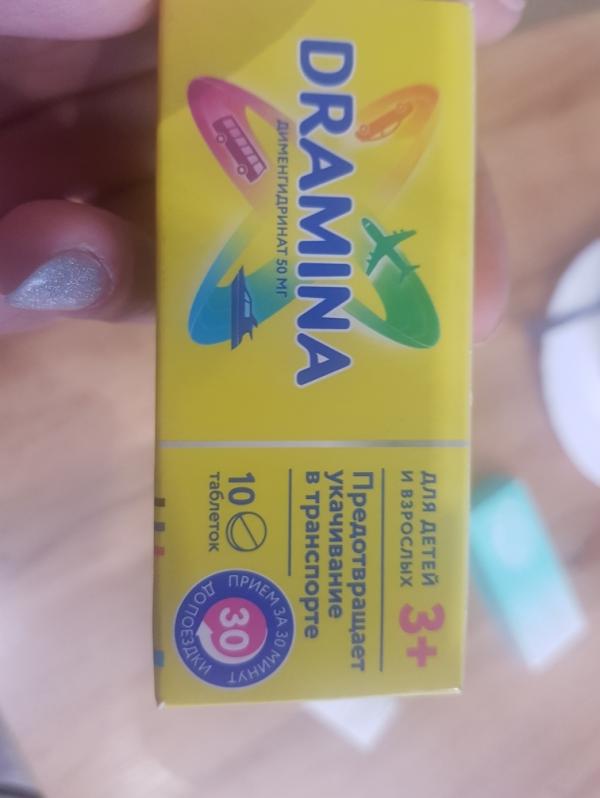 DRAMINA
ДИМЕНГИДРИНАТ 50 МГ
ДЛЯ ДЕТЕЙ
И ВЗРОСЛЫХ
3+
Предотвращает
укачивание
в транспорте
10
таблеток
ПРИЕМ ЗА 30 МИНУТ
ДО ПОЕЗДКИ
30